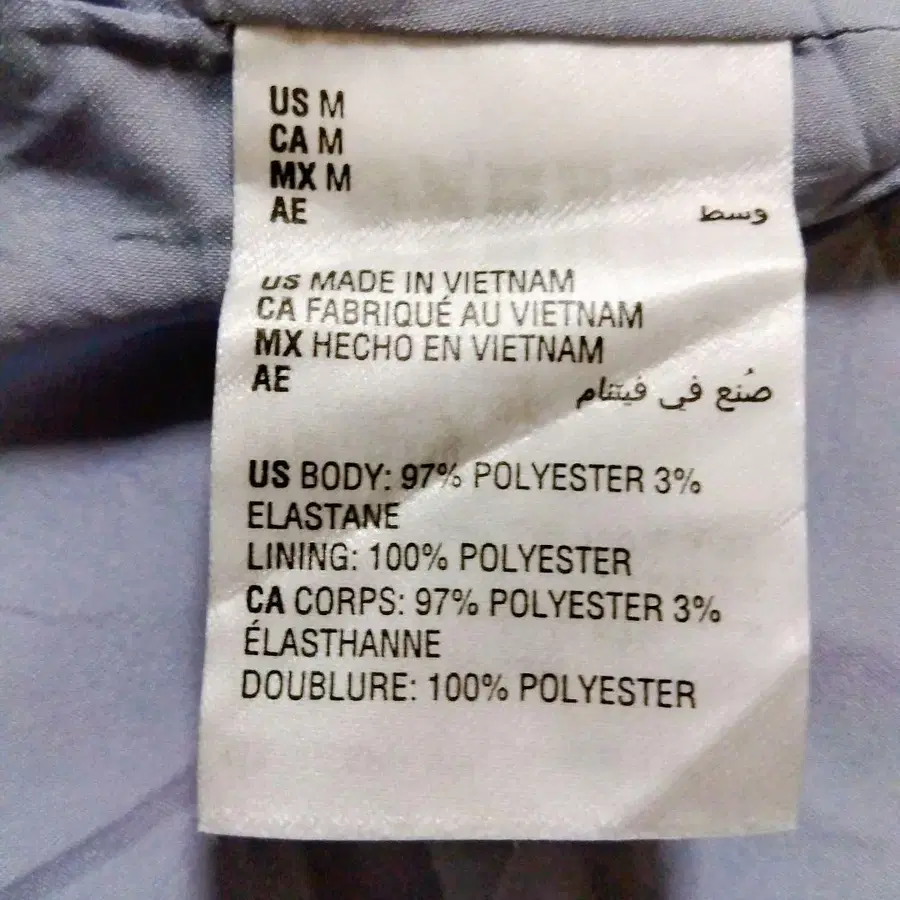 US M
CA M
MX M
AE وسط
US MADE IN VIETNAM
CA FABRIQUÉ AU VIETNAM
MX HECHO EN VIETNAM
AE صُنع في فيتنام
US BODY: 97% POLYESTER 3%
ELASTANE
LINING: 100% POLYESTER
CA CORPS: 97% POLYESTER 3%
ÉLASTHANNE
DOUBLURE: 100% POLYESTER